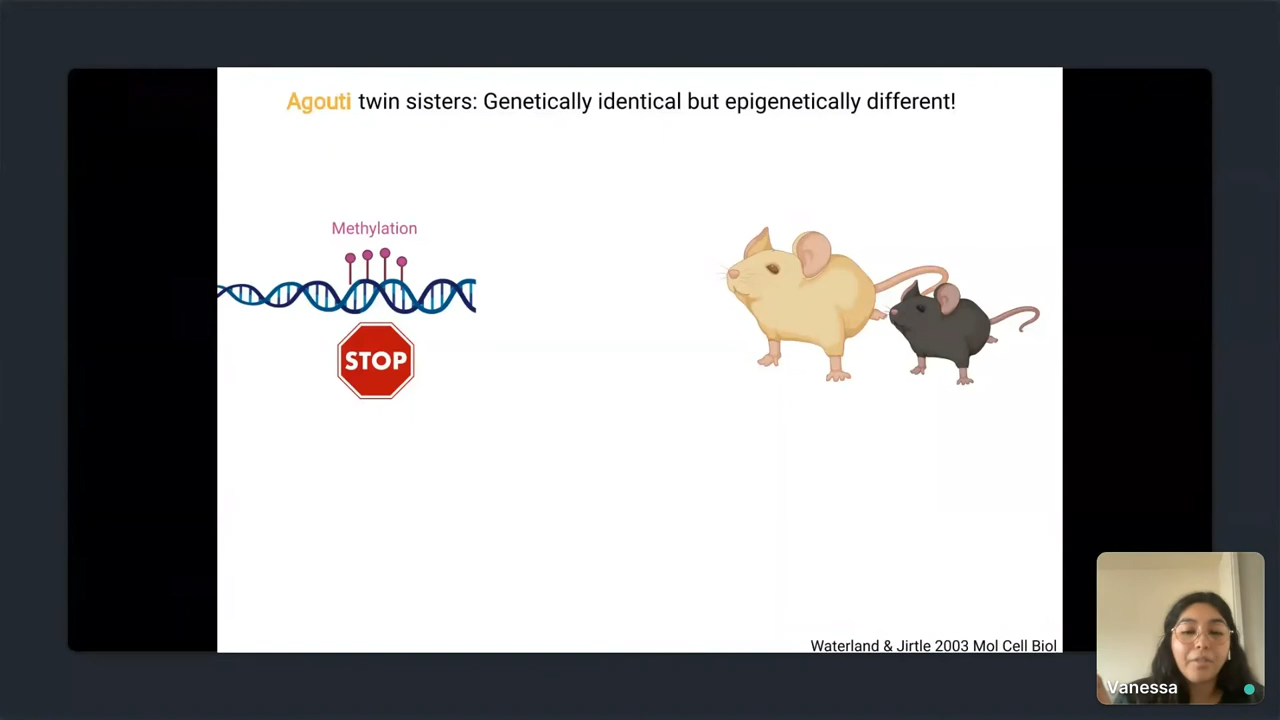 Agouti twin sisters: Genetically identical but epigenetically different!
Methylation
STOP
Waterland & Jirtle 2003 Mol Cell Biol
Vanessa